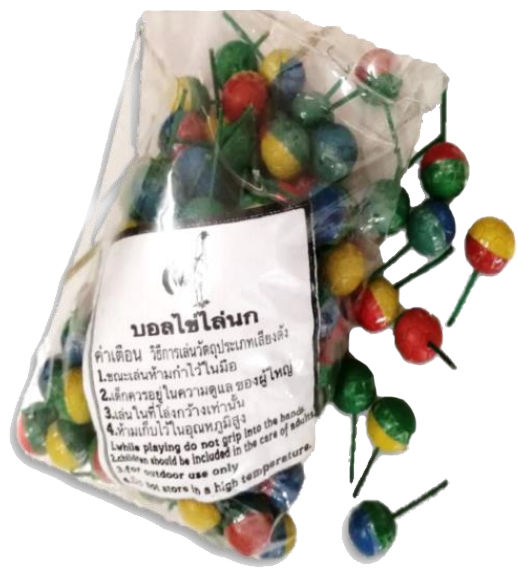 บอลไข่ไล่นก
คำเตือน วิธีการเล่นวัตถุประเภทเสียงดัง
1.ขณะเล่นห้ามกำไว้ในมือ
2.เด็กควรอยู่ในความดูแล ของผู้ใหญ่
3.เล่นในที่โล่งกว้างเท่านั้น
4.ห้ามเก็บไว้ในอุณหภูมิสูง
1.while playing do not grip into the hands.
2.children should be included in the care of adults.
3.for outdoor use only
4.Do not store in a high temperature.